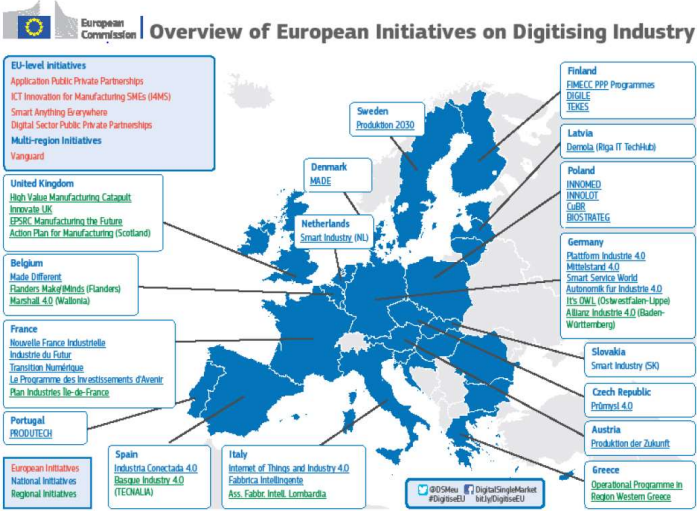 European
Commission
Overview of European Initiatives on Digitising Industry
EU-level initiatives
Application Public Private Partnerships
ICT Innovation for Manufacturing SMEs (I4MS)
Smart Anything Everywhere
Digital Sector Public Private Partnerships
Multi-region Initiatives
Vanguard
United Kingdom
High Value Manufacturing Catapult
Innovate UK
EPSRC Manufacturing the Future
Action Plan for Manufacturing (Scotland)
Belgium
Made Different
Flanders Make/iMinds (Flanders)
Marshall 4.0 (Wallonia)
France
Nouvelle France Industrielle
Industrie du Futur
Transition Numérique
Le Programme des Investissements d'Avenir
Plan Industries Île-de-France
Portugal
PRODUTECH
European Initiatives
National Initiatives
Regional Initiatives
Spain
Industria Conectada 4.0
Basque Industry 4.0
(TECNALIA)
Italy
Internet of Things and Industry 4.0
Fabbrica Intelligente
Ass. Fabbr. Intell. Lombardia
Sweden
Produktion 2030
Denmark
MADE
Netherlands
Smart Industry (NL)
Finland
FIMECC PPP Programmes
DIGILE
TEKES
Latvia
Demola (Riga IT TechHub)
Poland
INNOMED
INNOLOT
CuBR
BIOSTRATEG
Germany
Plattform Industrie 4.0
Mittelstand 4.0
Smart Service World
Autonomik für Industrie 4.0
It's OWL (Ostwestfalen-Lippe)
Allianz Industrie 4.0 (Baden-
Württemberg)
Slovakia
Smart Industry (SK)
Czech Republic
Průmysl 4.0
Austria
Produktion der Zukunft
Greece
Operational Programme in
Region Western Greece
@DSMeu DigitalSingleMarket
#DigitiseEU bit.ly/DigitiseEU